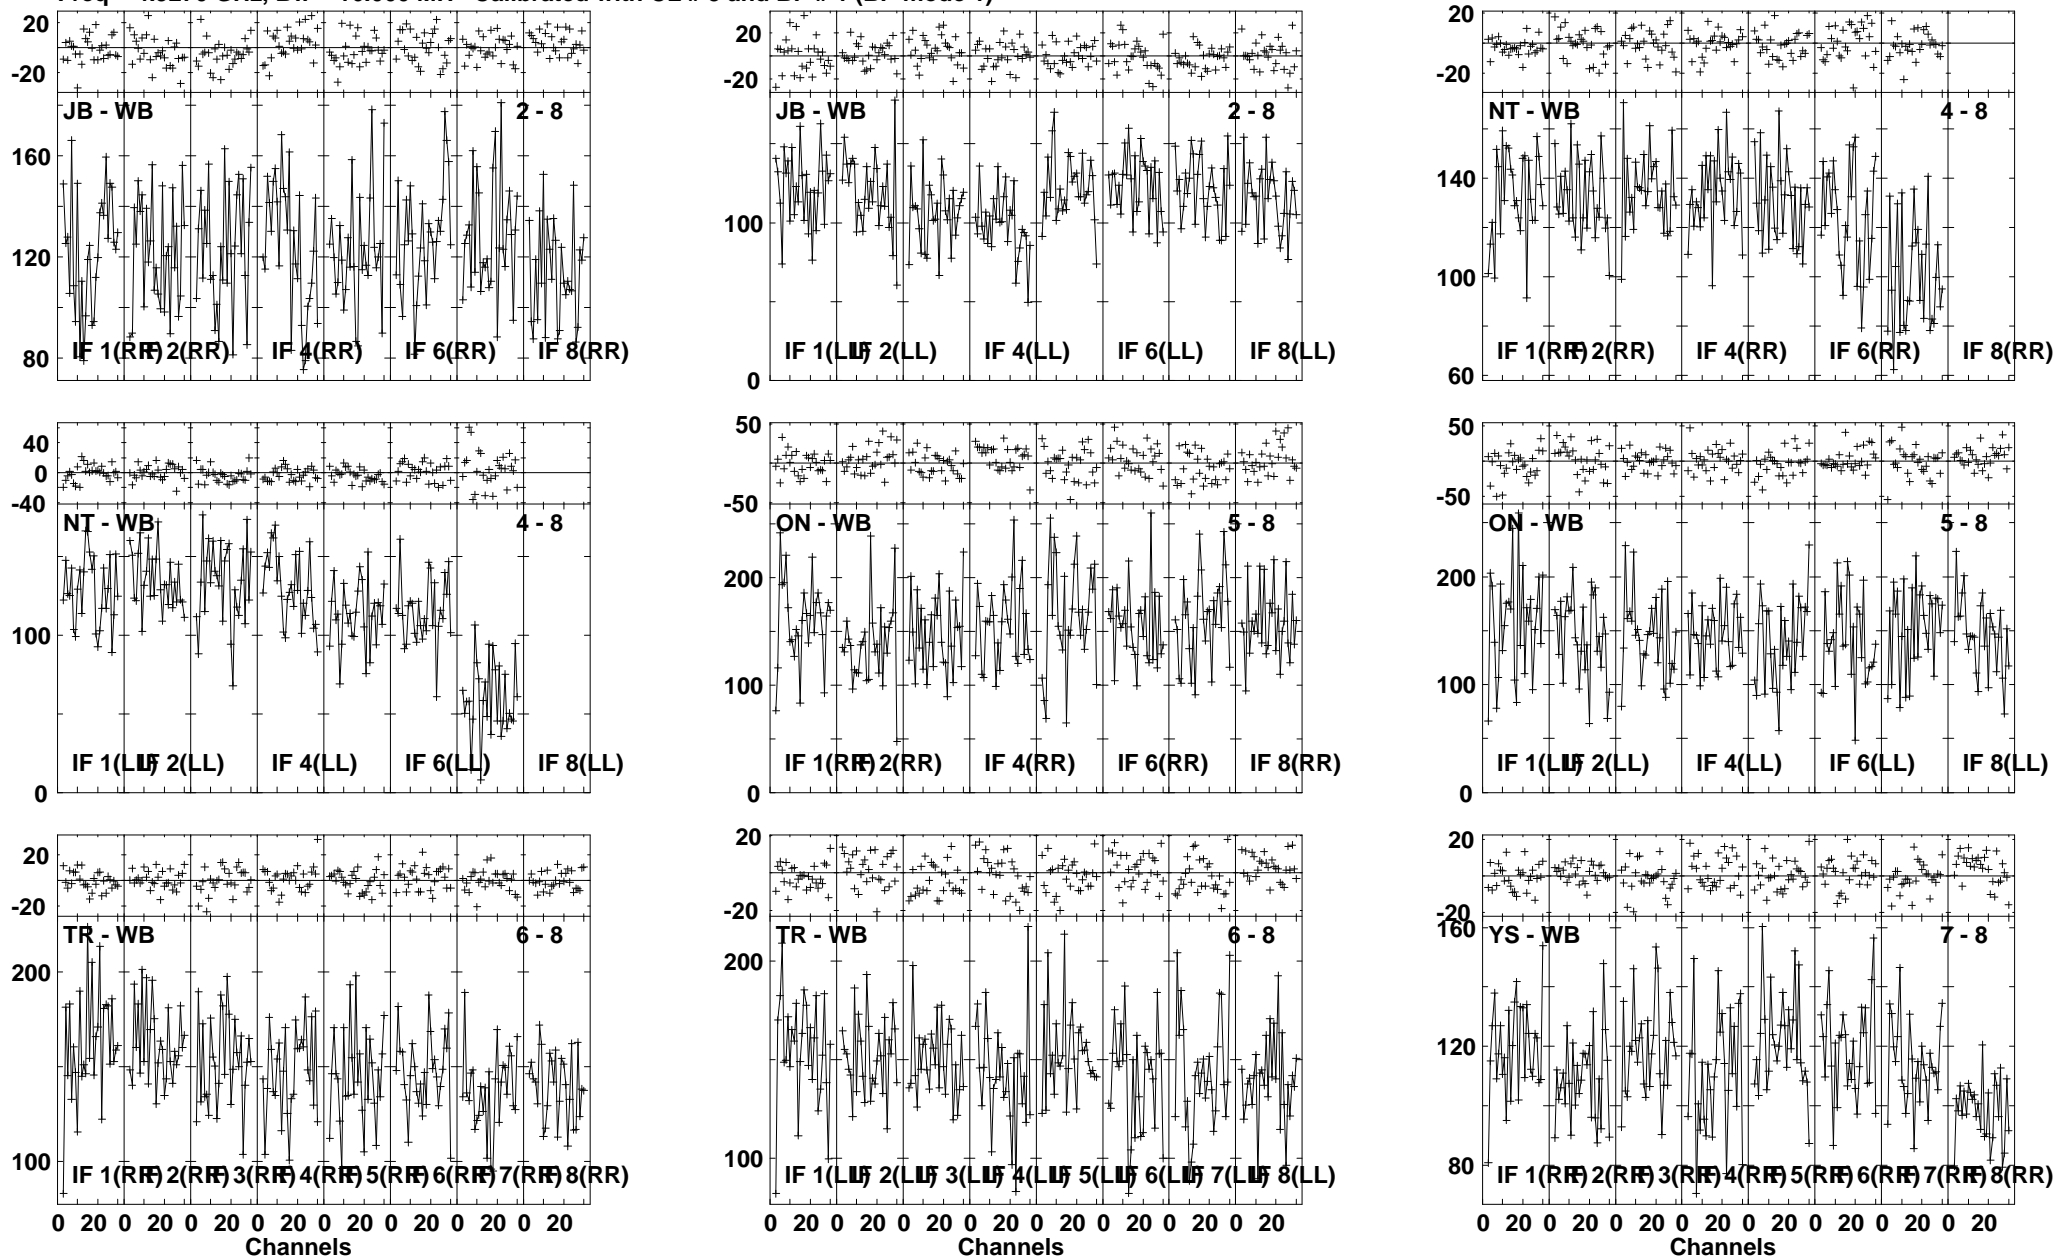 20 20 20
-20 -20 -20
JB - WB 2 - 8 JB - WB 2 - 8 NT - WB 4 - 8
160 140
120 100 100
80 IF 1(RR) IF 2(RR) IF 4(RR) IF 6(RR) IF 8(RR) IF 1(LL) IF 2(LL) IF 4(LL) IF 6(LL) IF 8(LL) IF 1(RR) IF 2(RR) IF 4(RR) IF 6(RR) IF 8(RR)
0 60
40 50 50
0
-40 -50 -50
NT - WB 4 - 8 ON - WB 5 - 8 ON - WB 5 - 8
200 200
100 100 100
IF 1(LL) IF 2(LL) IF 4(LL) IF 6(LL) IF 8(LL) IF 1(RR) IF 2(RR) IF 4(RR) IF 6(RR) IF 8(RR) IF 1(LL) IF 2(LL) IF 4(LL) IF 6(LL) IF 8(LL)
0 0 0
20 20 20
-20 -20 -20
TR - WB 6 - 8 TR - WB 6 - 8 160 YS - WB 7 - 8
200 200
120
100 IF 1(RR) IF 2(RR) IF 3(RR) IF 4(RR) IF 5(RR) IF 6(RR) IF 7(RR) IF 8(RR) 100 IF 1(LL) IF 2(LL) IF 3(LL) IF 4(LL) IF 5(LL) IF 6(LL) IF 7(LL) IF 8(LL) 80 IF 1(RR) IF 2(RR) IF 3(RR) IF 4(RR) IF 5(RR) IF 6(RR) IF 7(RR) IF 8(RR)
0 20 0 20 0 20 0 20 0 20 0 20 0 20 0 20 0 20 0 20 0 20 0 20 0 20 0 20 0 20 0 20 0 20 0 20 0 20 0 20 0 20 0 20 0 20 0 20
Channels Channels Channels